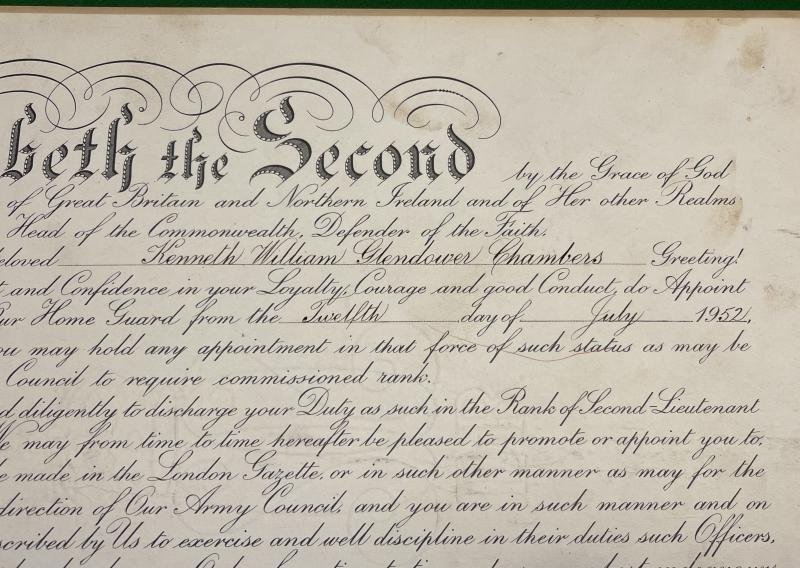 beth the Second by the Grace of God
of Great Britain and Northern Ireland and of Her other Realms
Head of the Commonwealth, Defender of the Faith.
eloved Kenneth William Glendower Chambers Greeting!
t and Confidence in your Loyalty, Courage and good Conduct, do Appoint
ur Home Guard from the Twelfth day of July 1952,
ou may hold any appointment in that force of such status as may be
Council to require commissioned rank.
d diligently to discharge your Duty as such in the Rank of Second-Lieutenant
We may from time to time hereafter be pleased to promote or appoint you to,
e made in the London Gazette, or in such other manner as may for the
direction of Our Army Council, and you are in such manner and on
scribed by Us to exercise and well discipline in their duties such Officers,